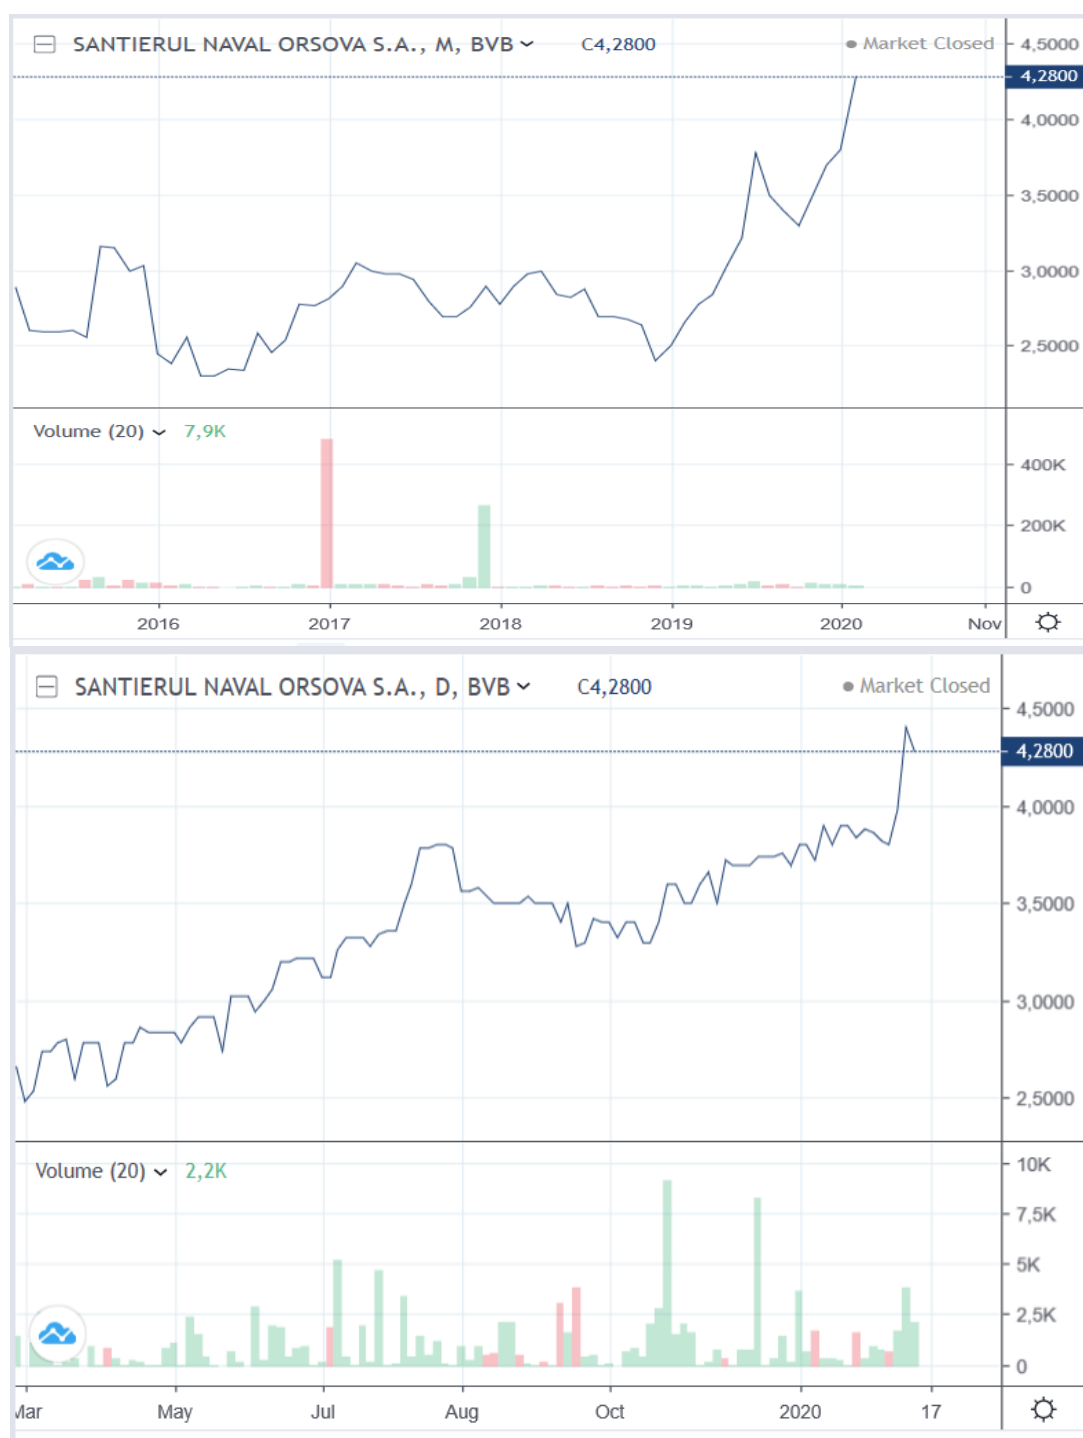 SANTIERUL NAVAL ORSOVA S.A., M, BVB C4,2800 Market Closed
4,5000
4,2800
4,0000
3,5000
3,0000
2,5000
Volume (20) 7,9K
400K
200K
0
2016 2017 2018 2019 2020 Nov
SANTIERUL NAVAL ORSOVA S.A., D, BVB C4,2800 Market Closed
4,5000
4,2800
4,0000
3,5000
3,0000
2,5000
Volume (20) 2,2K
10K
7,5K
5K
2,5K
0
Mar May Jul Aug Oct 2020 17